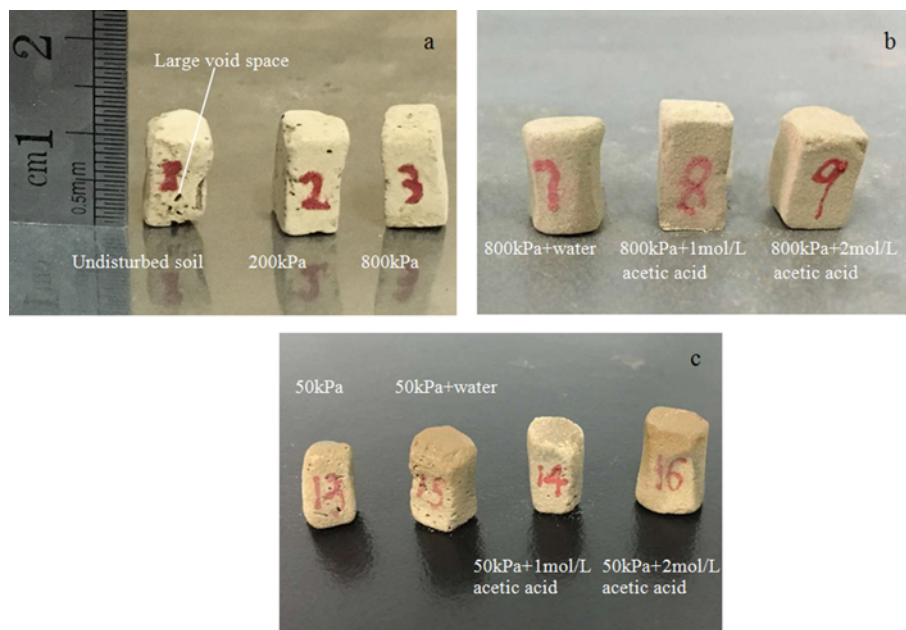 a
2
1
cm
0.5mm
Large void space
1
2
3
Undisturbed soil
200kPa
800kPa
b
7
8
9
800kPa+water
800kPa+1mol/L
acetic acid
800kPa+2mol/L
acetic acid
c
50kPa
50kPa+water
13
15
14
16
50kPa+1mol/L
acetic acid
50kPa+2mol/L
acetic acid